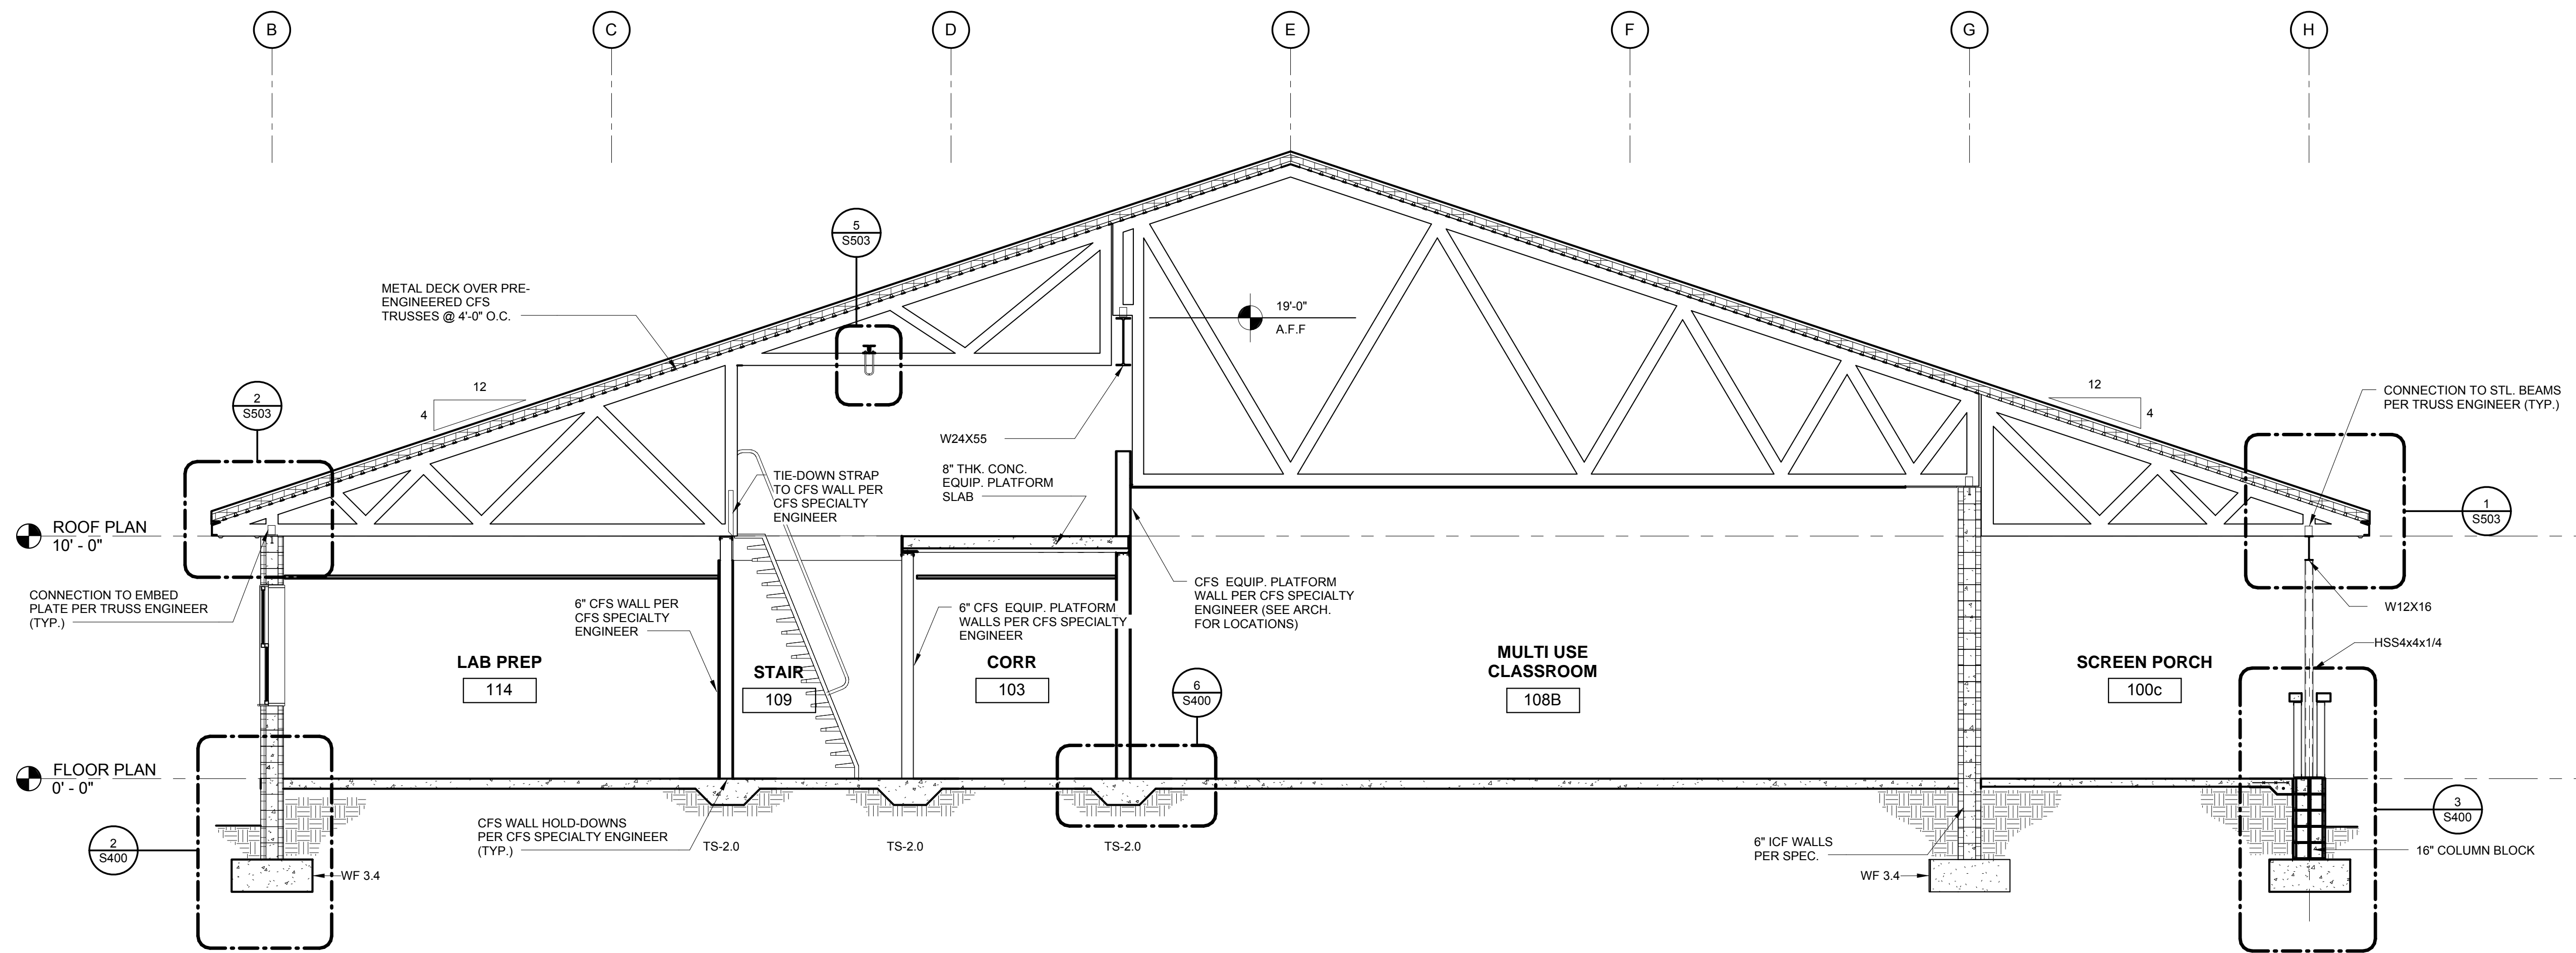 B
C
D
E
F
G
H
5
S503
METAL DECK OVER PRE-
ENGINEERED CFS
TRUSSES @ 4'-0" O.C.
19'-0"
A.F.F
12
4
12
4
2
S503
CONNECTION TO STL. BEAMS
PER TRUSS ENGINEER (TYP.)
W24X55
8" THK. CONC.
EQUIP. PLATFORM
SLAB
TIE-DOWN STRAP
TO CFS WALL PER
CFS SPECIALTY
ENGINEER
ROOF PLAN
10' - 0"
1
S503
CONNECTION TO EMBED
PLATE PER TRUSS ENGINEER
(TYP.)
6" CFS WALL PER
CFS SPECIALTY
ENGINEER
6" CFS  EQUIP. PLATFORM
WALLS PER CFS SPECIALTY
ENGINEER
CFS  EQUIP. PLATFORM
WALL PER CFS SPECIALTY
ENGINEER (SEE ARCH.
FOR LOCATIONS)
W12X16
HSS4x4x1/4
LAB PREP
114
STAIR
109
CORR
103
MULTI USE
CLASSROOM
108B
SCREEN PORCH
100c
6
S400
FLOOR PLAN
0' - 0"
3
S400
2
S400
CFS WALL HOLD-DOWNS
PER CFS SPECIALTY ENGINEER
(TYP.)
TS-2.0
TS-2.0
TS-2.0
6" ICF WALLS
PER SPEC.
16" COLUMN BLOCK
WF 3.4
WF 3.4